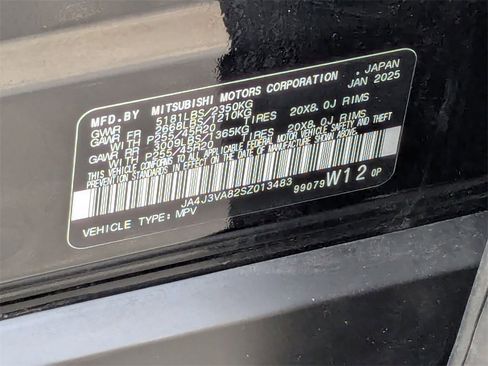 MFD.BY MITSUBISHI MOTORS CORPORATION . JAPAN
JAN 2025
GWR 5181LBS/2350KG
GAWR FR 2668LBS/1210KG
WITH P255/45R20 TIRES 20X8.0J RIMS
GAWR RR 3009LBS/1365KG
WITH P255/45R20 TIRES 20X8.0J RIMS
THIS VEHICLE CONFORMS TO ALL APPLICABLE FEDERAL MOTOR VEHICLE SAFETY AND THEFT
PREVENTION STANDARDS IN EFFECT ON THE DATE OF MANUFACTURE SHOWN ABOVE.
JA4J3VA82SZ013483
VEHICLE TYPE: MPV 99079 W12 0P